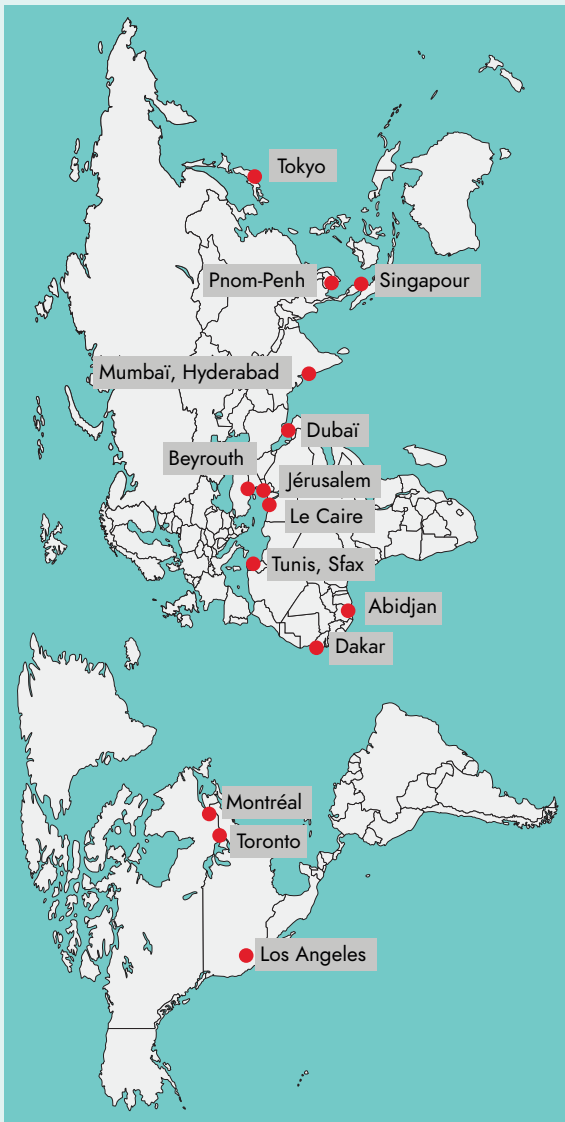 Tokyo
Pnom-Penh
Singapour
Mumbaï, Hyderabad
Dubaï
Beyrouth
Jérusalem
Le Caire
Tunis, Sfax
Abidjan
Dakar
Montréal
Toronto
Los Angeles